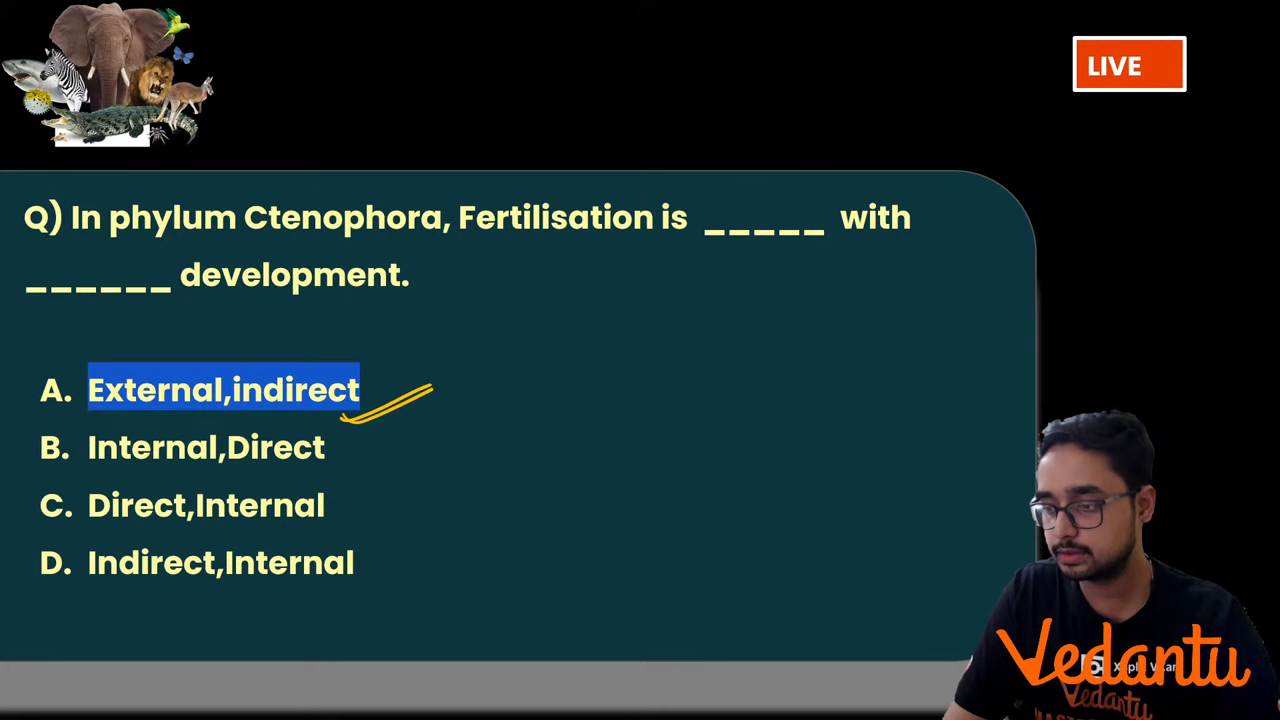 LIVE
Q) In phylum Ctenophora, Fertilisation is _____ with
______ development.
A. External,indirect
B. Internal,Direct
C. Direct,Internal
D. Indirect,Internal
Vedantu
Vedantu